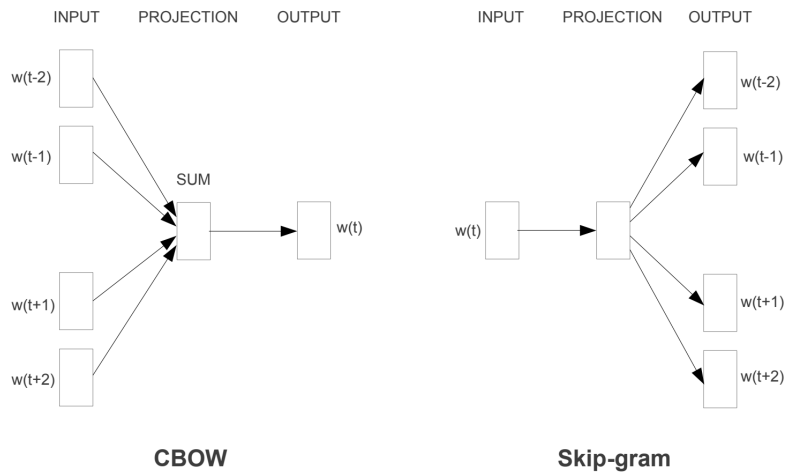 INPUT PROJECTION OUTPUT
w(t-2)
w(t-1)
SUM
w(t)
w(t+1)
w(t+2)
CBOW
INPUT PROJECTION OUTPUT
w(t-2)
w(t-1)
w(t)
w(t+1)
w(t+2)
Skip-gram